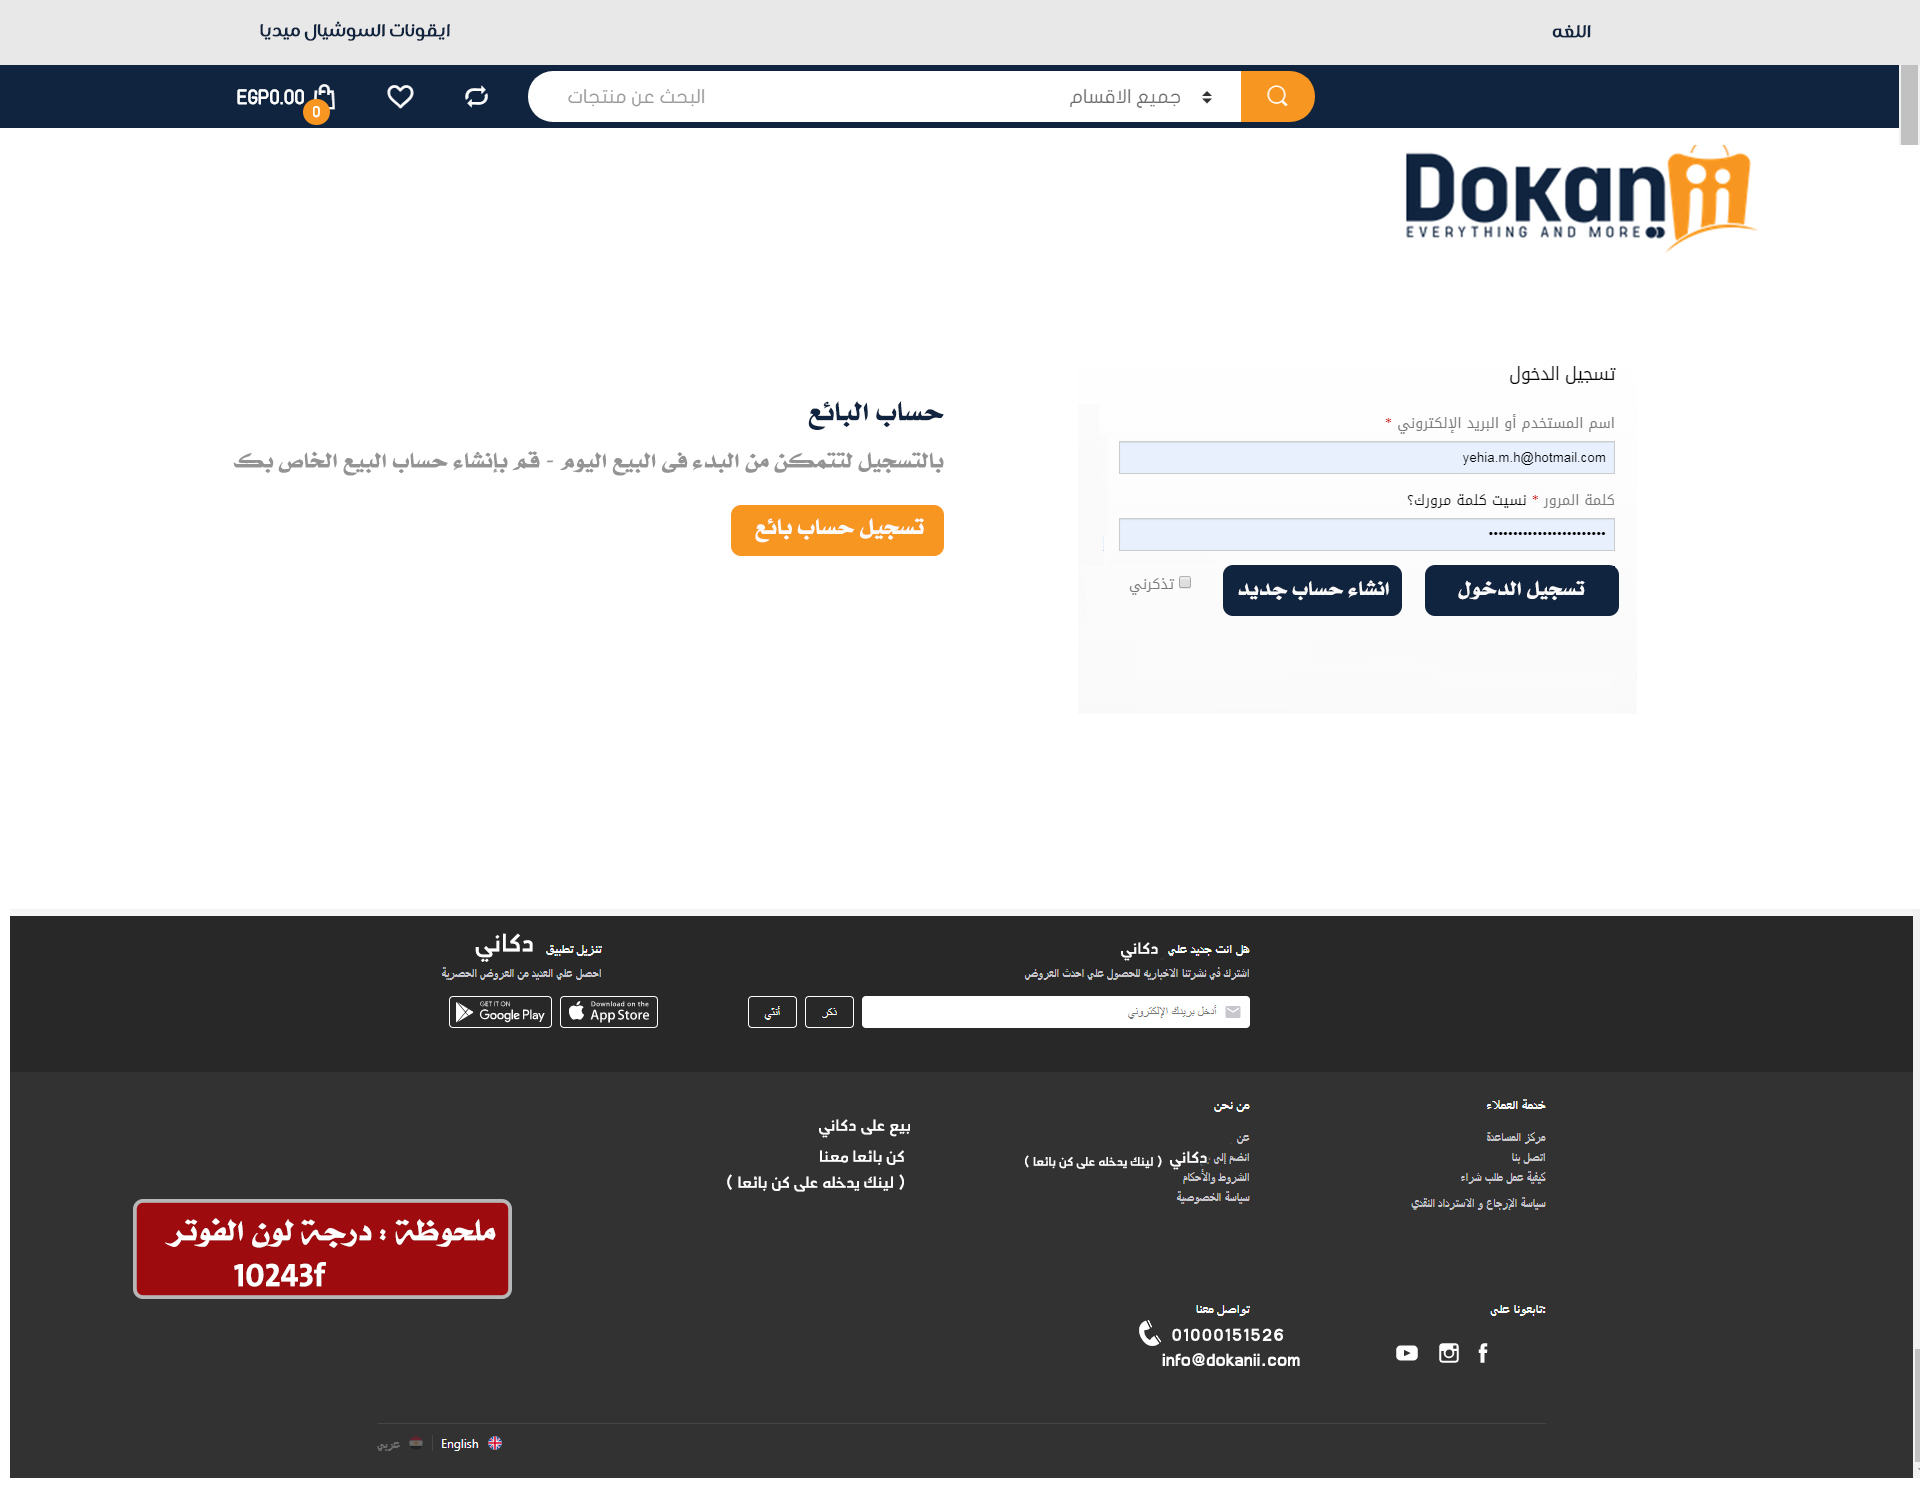 اللغه
ايقونات السوشيال ميديا
جميع الاقسام
البحث عن منتجات
EGP0.00
0
Dokanii
EVERYTHING AND MORE
تسجيل الدخول
اسم المستخدم أو البريد الإلكتروني *
yehia.m.h@hotmail.com
كلمة المرور * نسيت كلمة مرورك؟
تسجيل الدخول
انشاء حساب جديد
تذكرني
حساب البائع
بالتسجيل لتتمكن من البدء فى البيع اليوم - قم بإنشاء حساب البيع الخاص بك
تسجيل حساب بائع
هل انت جديد علي دكاني
اشترك في نشرتنا الاخبارية للحصول علي احدث العروض
أدخل بريدك الإلكتروني
ذكر
أنثي
تنزيل تطبيق دكاني
احصل علي العديد من العروض الحصرية
Download on the
App Store
GET IT ON
Google Play
خدمة العملاء
مركز المساعدة
اتصل بنا
كيفية عمل طلب شراء
سياسة الإرجاع و الاسترداد النقدي
من نحن
عن
انضم إلى دكاني ( لينك يدخله على كن بائعا )
الشروط والأحكام
سياسة الخصوصية
بيع على دكاني
كن بائعا معنا
( لينك يدخله على كن بائعا )
ملحوظة : درجة لون الفوتر
10243f
تابعونا على:
تواصل معنا
01000151526
info@dokanii.com
English
عربي